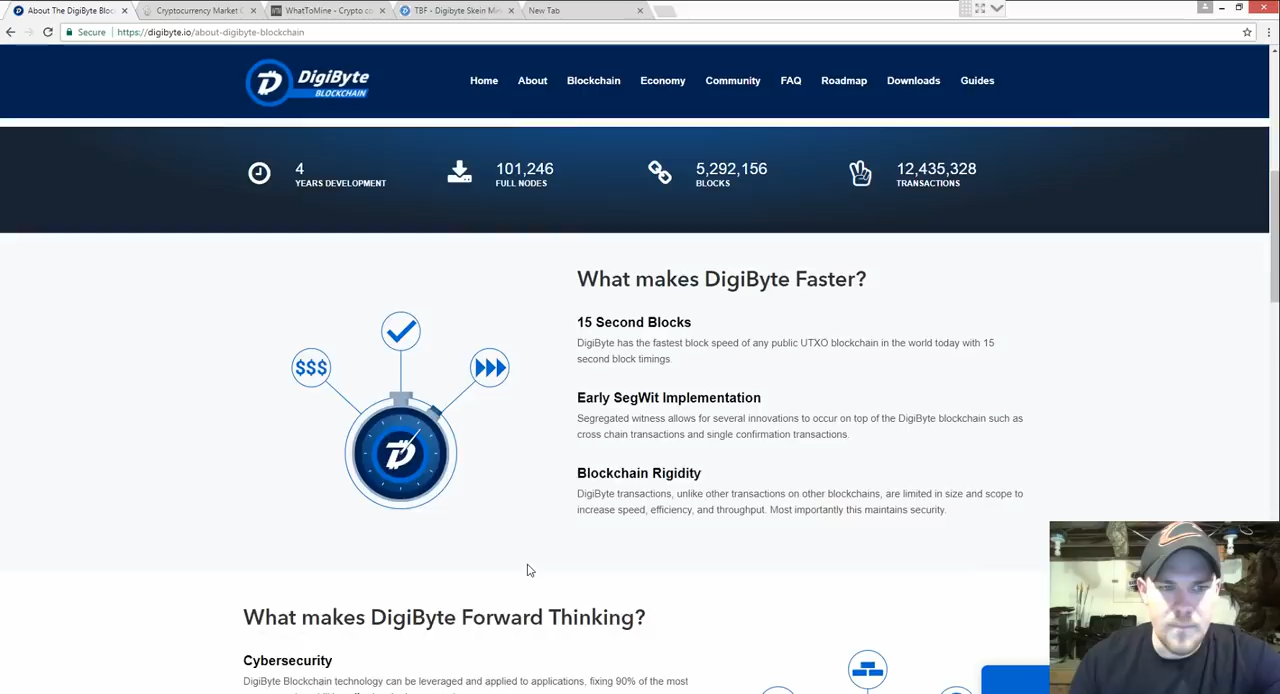 About The DigiByte Bloc
Cryptocurrency Market C
WhatToMine - Crypto co
TBF - Digibyte Skein Min
New Tab
Secure
https://digibyte.io/about-digibyte-blockchain
DigiByte
BLOCKCHAIN
Home
About
Blockchain
Economy
Community
FAQ
Roadmap
Downloads
Guides
4
YEARS DEVELOPMENT
101,246
FULL NODES
5,292,156
BLOCKS
12,435,328
TRANSACTIONS
$$$
What makes DigiByte Faster?
15 Second Blocks
DigiByte has the fastest block speed of any public UTXO blockchain in the world today with 15
second block timings.
Early SegWit Implementation
Segregated witness allows for several innovations to occur on top of the DigiByte blockchain such as
cross chain transactions and single confirmation transactions.
Blockchain Rigidity
DigiByte transactions, unlike other transactions on other blockchains, are limited in size and scope to
increase speed, efficiency, and throughput. Most importantly this maintains security.
What makes DigiByte Forward Thinking?
Cybersecurity
DigiByte Blockchain technology can be leveraged and applied to applications, fixing 90% of the most